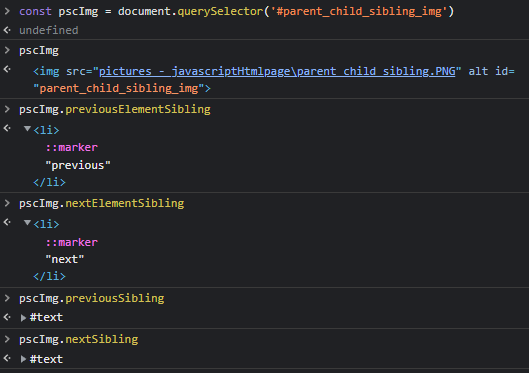 > const pscImg = document.querySelector('#parent_child_sibling_img')
undefined
> pscImg
<img src="pictures - javascriptHtmlpage\parent child sibling.PNG" alt id=
"parent_child_sibling_img">
> pscImg.previousElementSibling
▼<li>
::marker
"previous"
</li>
> pscImg.nextElementSibling
▼<li>
::marker
"next"
</li>
> pscImg.previousSibling
▶#text
> pscImg.nextSibling
▶#text